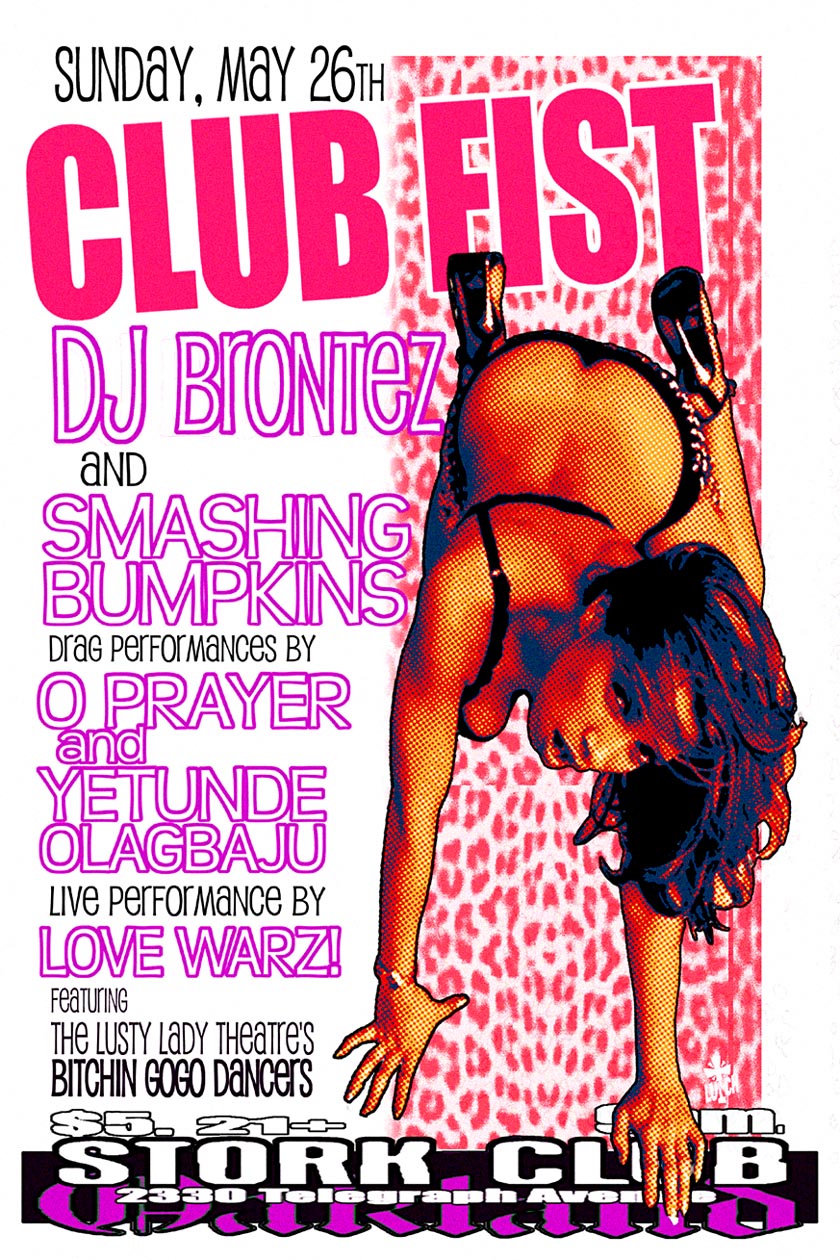 SUNDAY, MAY 26TH
CLUB FIST
DJ BRONTEZ
AND
SMASHING
BUMPKINS
DRAG PERFORMANCES BY
O PRAYER
and
YETUNDE
OLAGBAJU
LIVE PERFORMANCE BY
LOVE WARZ!
FEATURING
THE LUSTY LADY THEATRE'S
BITCHIN GOGO DANCERS
$5. 21+
STORK CLUB
2330 Telegraph Avenue
Oakland